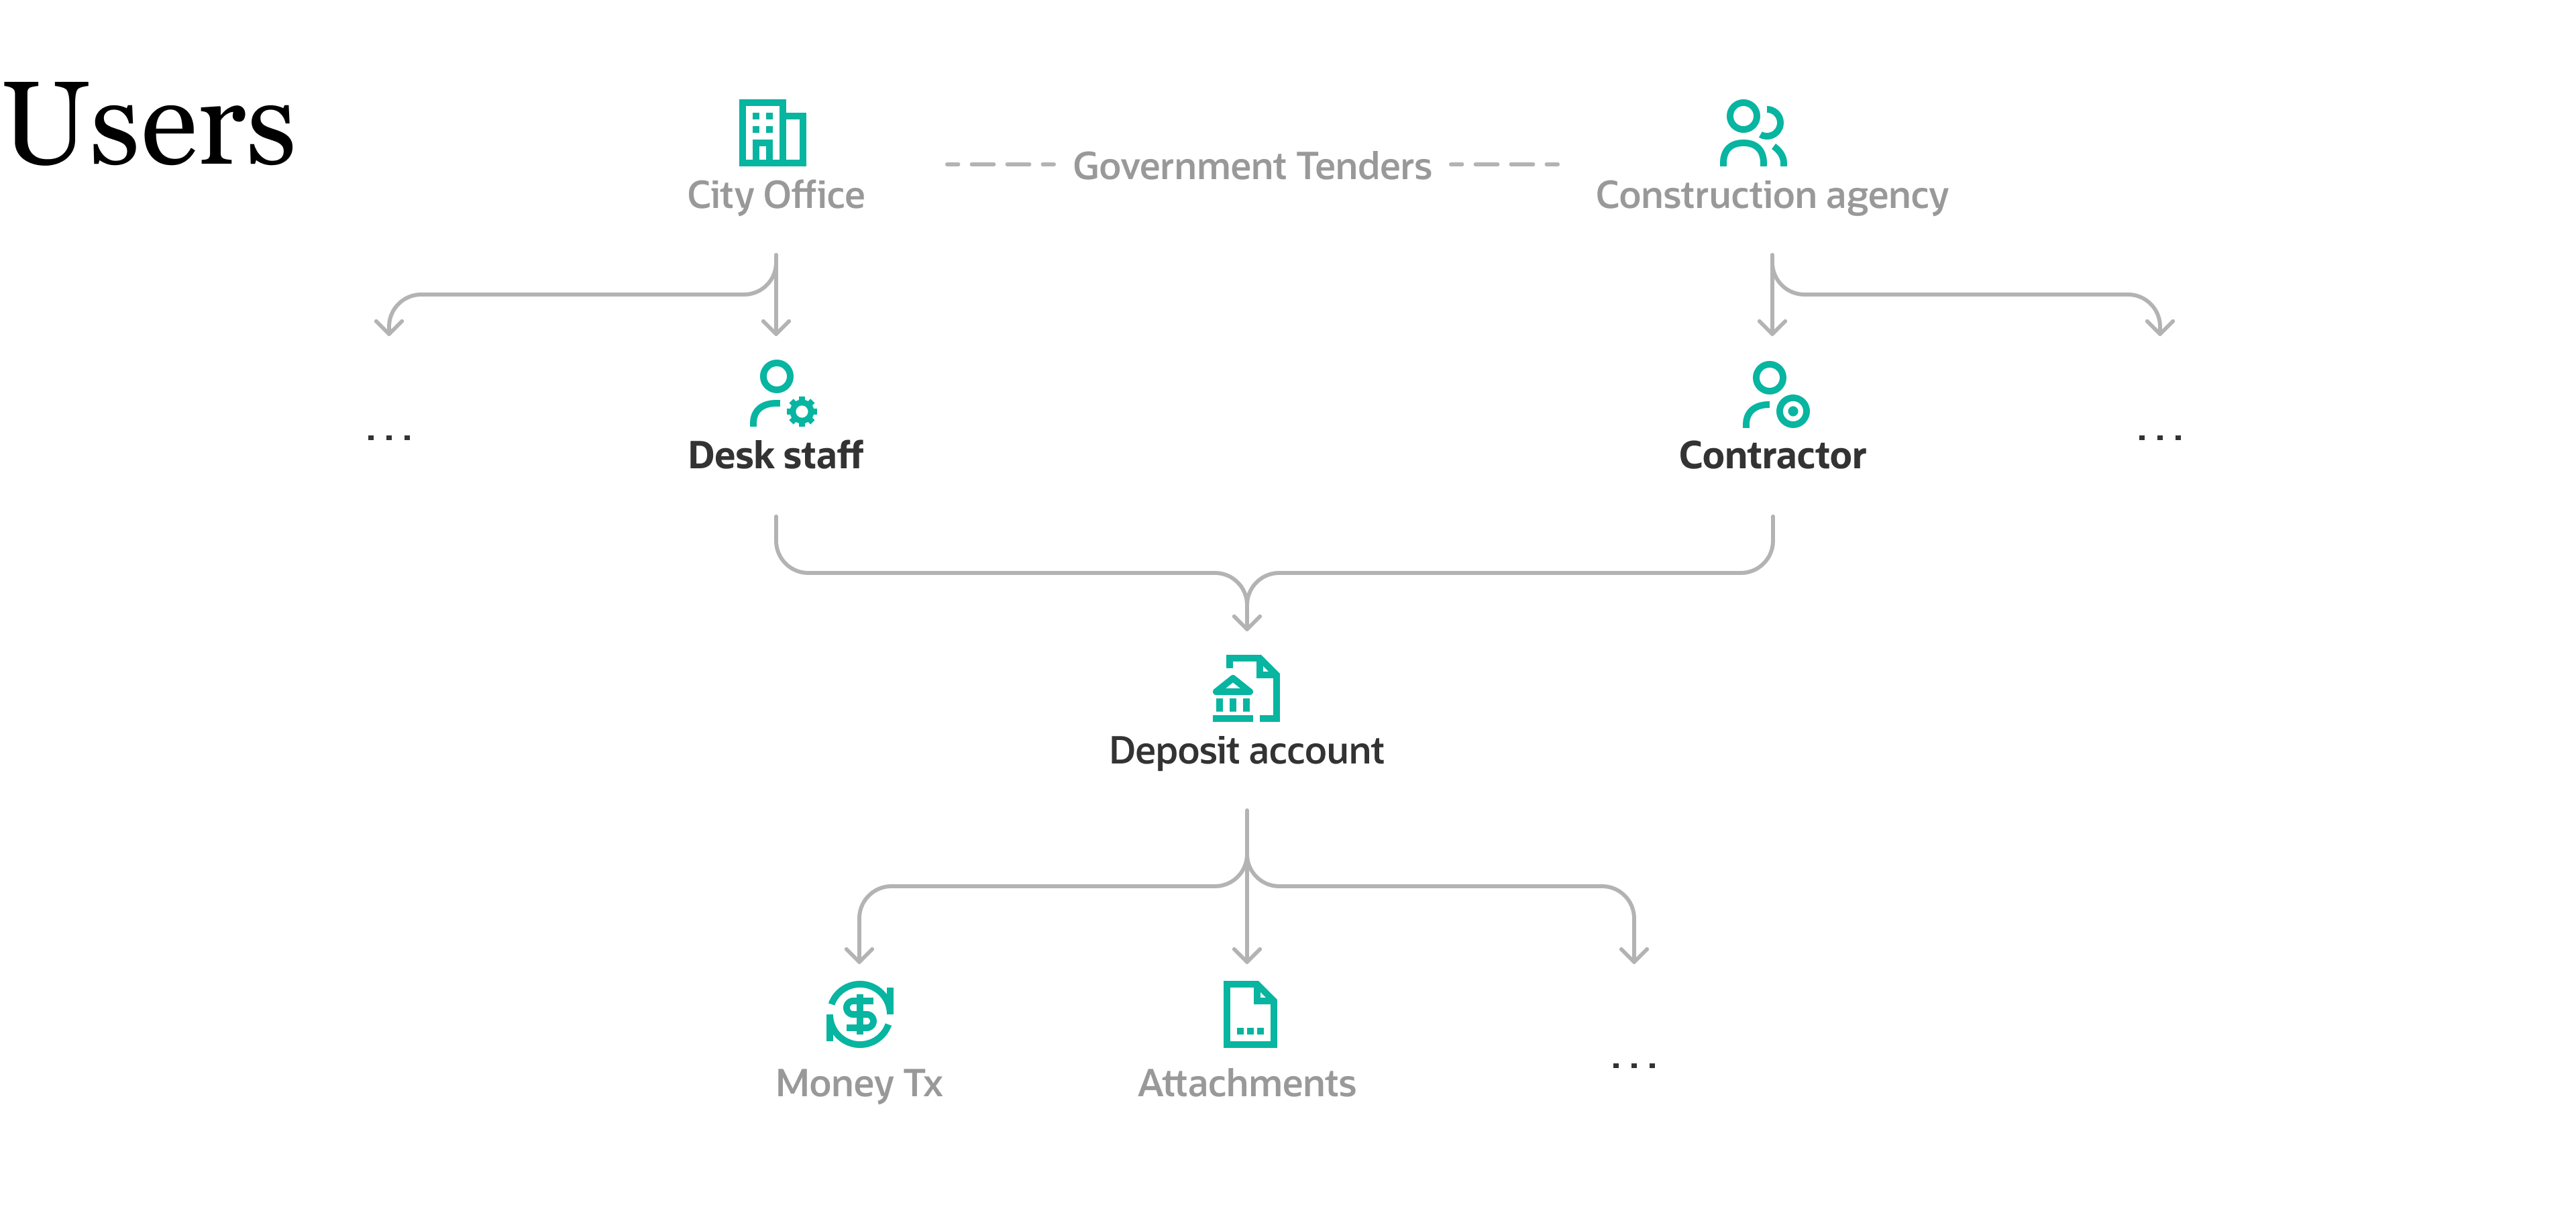 Users
City Office
Government Tenders
Construction agency
...
Desk staff
Contractor
...
Deposit account
Money Tx
Attachments
...